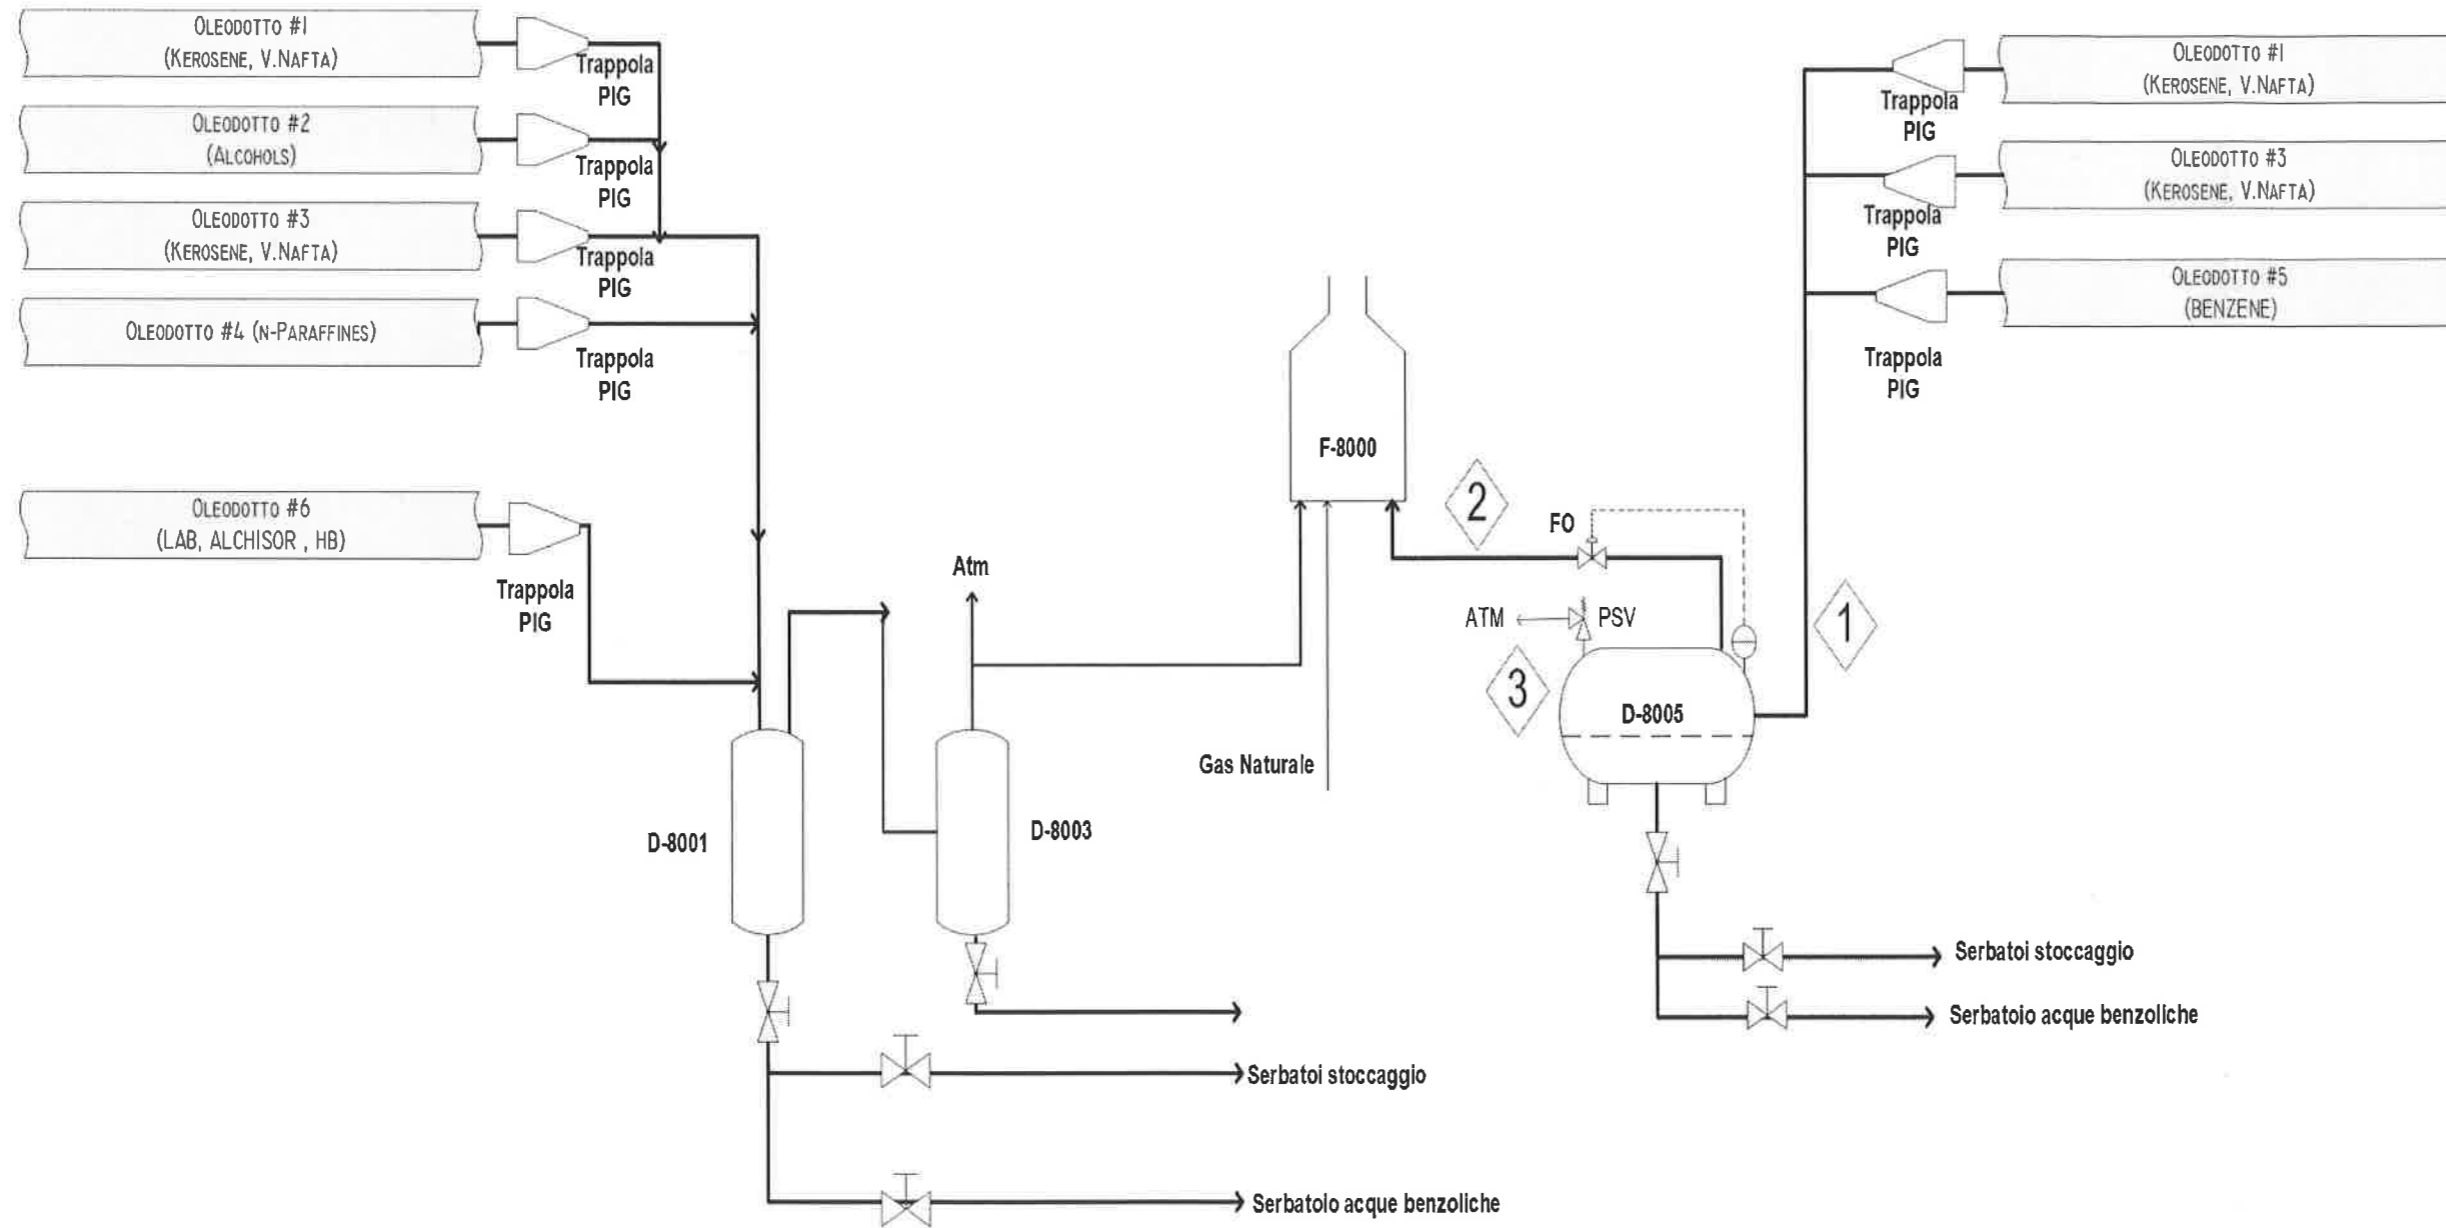 OLEODOTTO #1
(KEROSENE, V.NAFTA)
Trappola
PIG
OLEODOTTO #2
(ALCOHOLS)
Trappola
PIG
OLEODOTTO #3
(KEROSENE, V.NAFTA)
Trappola
PIG
OLEODOTTO #4 (N-PARAFFINES)
Trappola
PIG
OLEODOTTO #6
(LAB, ALCHISOR , HB)
Trappola
PIG
OLEODOTTO #1
(KEROSENE, V.NAFTA)
Trappola
PIG
OLEODOTTO #3
(KEROSENE, V.NAFTA)
Trappola
PIG
OLEODOTTO #5
(BENZENE)
Trappola
PIG
F-8000
2
FO
Atm
ATM
PSV
1
3
D-8005
Gas Naturale
D-8001
D-8003
Serbatoi stoccaggio
Serbatoio acque benzoliche
Serbatoi stoccaggio
Serbatoio acque benzoliche